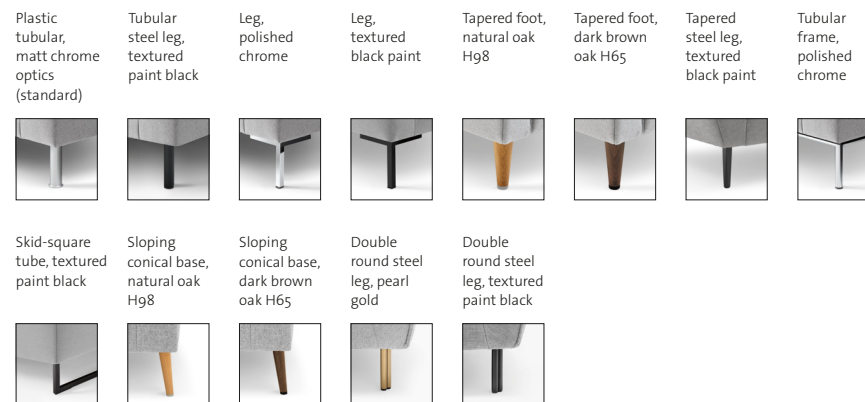 Plastic
tubular,
matt chrome
optics
(standard)
Tubular
steel leg,
textured
paint black
Leg,
polished
chrome
Leg,
textured
black paint
Tapered foot,
natural oak
H98
Tapered foot,
dark brown
oak H65
Tapered
steel leg,
textured
black paint
Tubular
frame,
polished
chrome
Skid-square
tube, textured
paint black
Sloping
conical base,
natural oak
H98
Sloping
conical base,
dark brown
oak H65
Double
round steel
leg, pearl
gold
Double
round steel
leg, textured
paint black